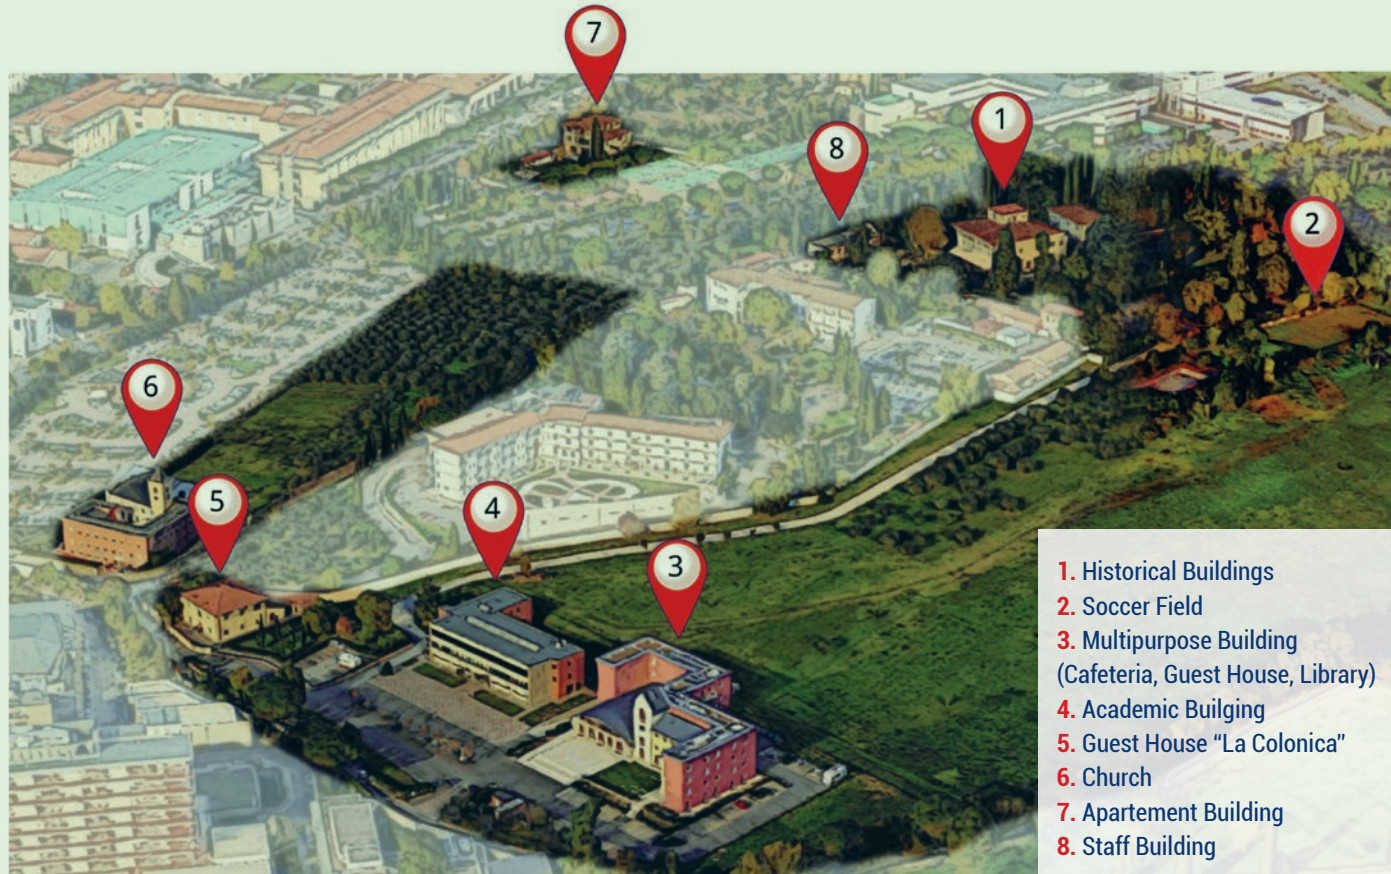 7
1
8
2
6
5
4
3
1. Historical Buildings
2. Soccer Field
3. Multipurpose Building
(Cafeteria, Guest House, Library)
4. Academic Builging
5. Guest House “La Colonica”
6. Church
7. Apartement Building
8. Staff Building